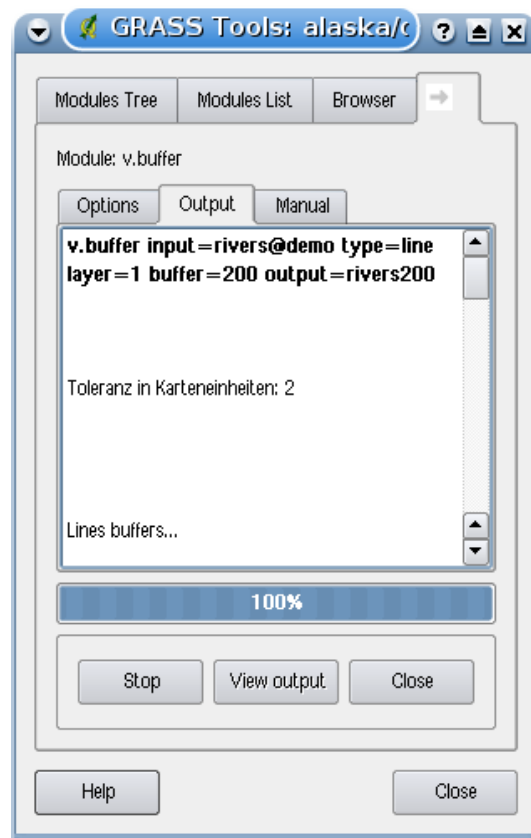 GRASS Tools: alaska/c
Modules Tree
Modules List
Browser
Module: v.buffer
Options
Output
Manual
v.buffer input=rivers@demo type=line
layer=1 buffer=200 output=rivers200
Toleranz in Karteneinheiten: 2
Lines buffers...
100%
Stop
View output
Close
Help
Close